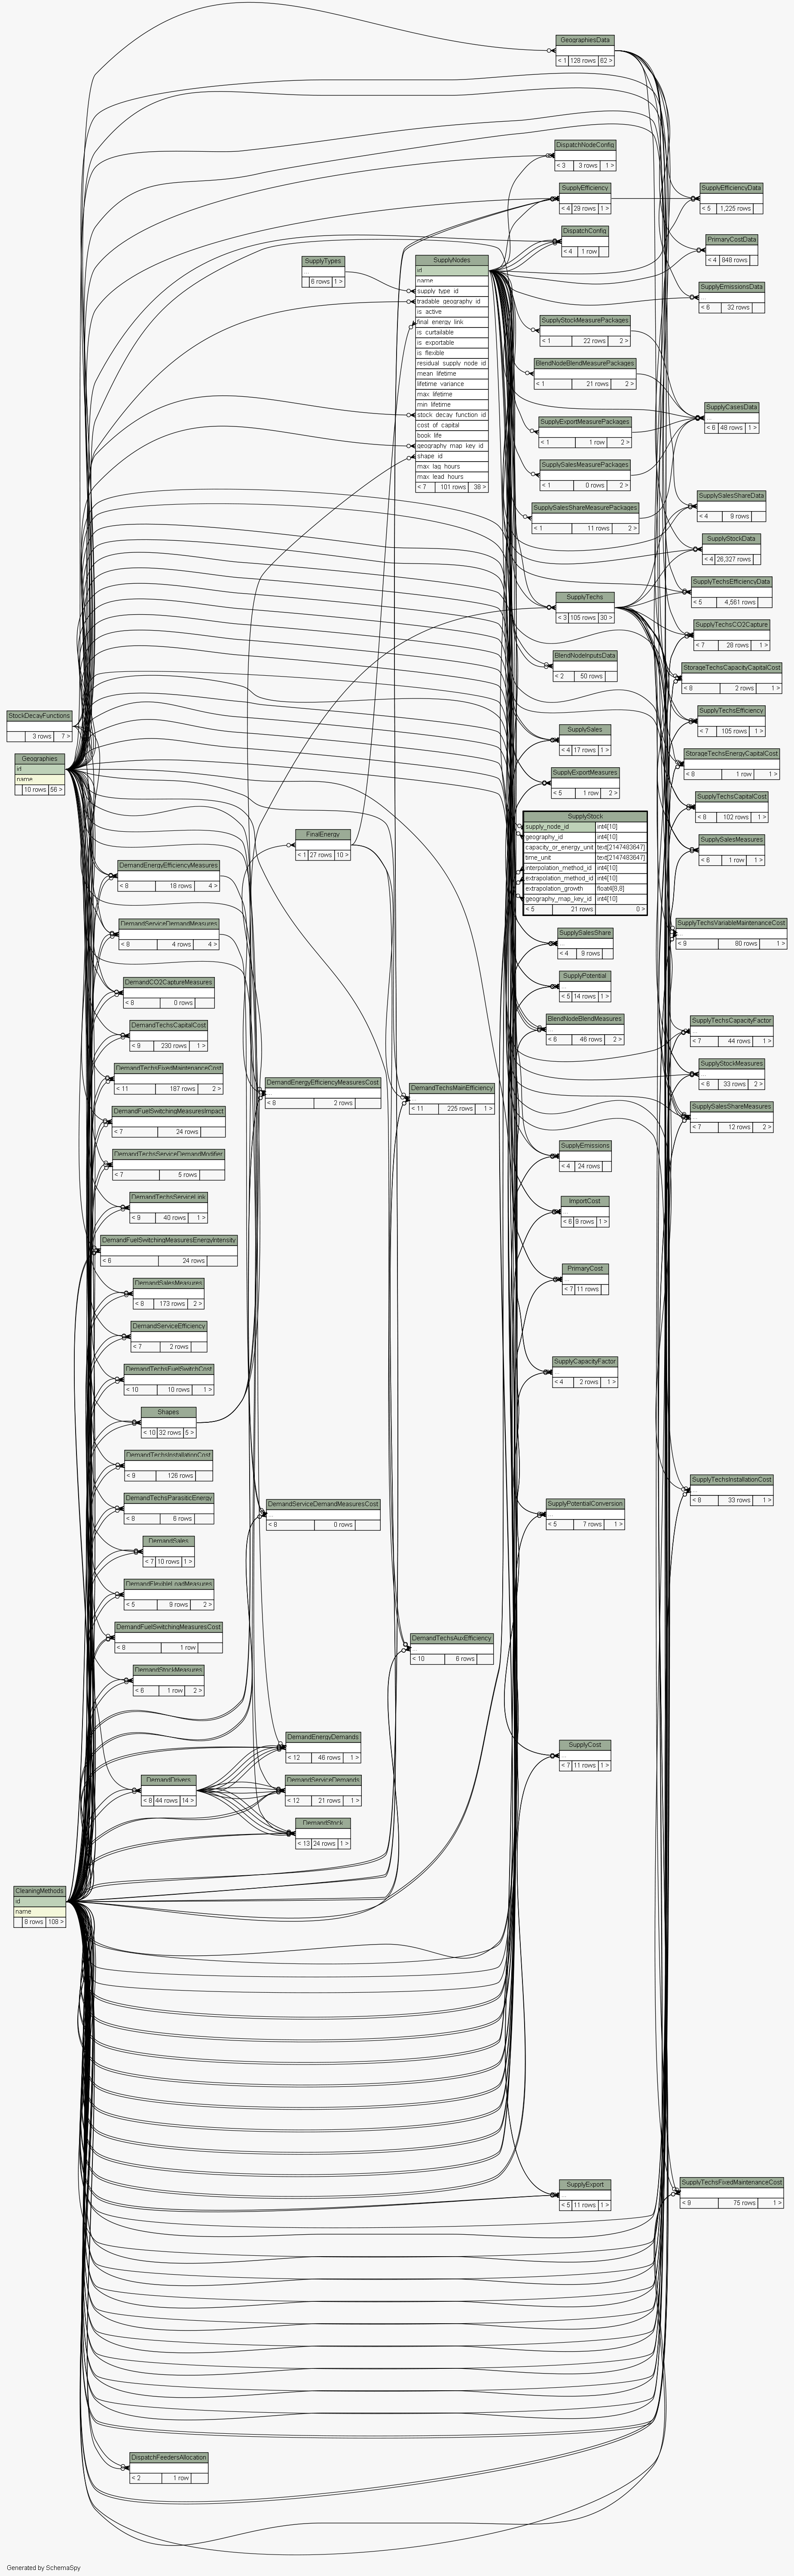 GeographiesData
< 1 128 rows 62 >
DispatchNodeConfig
< 3 3 rows 1 >
SupplyEfficiency
< 4 28 rows 1 >
SupplyEfficiencyData
< 5 1,225 rows
DispatchConfig
< 4 1 row
PrimaryCostData
< 4 848 rows
SupplyTypes
6 rows 1 >
SupplyNodes
id
name
supply_type_id
tradable_geography_id
is_active
final_energy_link
is_curtailable
is_exportable
is_flexible
residual_supply_node_id
mean_lifetime
lifetime_variance
max_lifetime
min_lifetime
stock_decay_function_id
cost_of_capital
book_life
geography_map_key_id
shape_id
max_lag_hours
max_lead_hours
< 7 101 rows 38 >
SupplyEmissionsData
< 6 32 rows
SupplyStockMeasurePackages
< 1 22 rows 2 >
BlendNodeBlendMeasurePackages
< 1 21 rows 2 >
SupplyCasesData
< 6 48 rows 1 >
SupplyExportMeasurePackages
< 1 1 row 2 >
SupplySalesMeasurePackages
< 1 0 rows 2 >
SupplySalesShareData
< 4 8 rows
SupplySalesShareMeasurePackages
< 1 11 rows 2 >
SupplyStockData
< 4 26,327 rows
SupplyTechsEfficiencyData
< 5 4,561 rows
SupplyTechs
< 3 105 rows 30 >
SupplyTechsCO2Capture
< 7 28 rows 1 >
BlendNodeInputsData
< 2 50 rows
StorageTechsCapacityCapitalCost
< 8 2 rows 1 >
StockDecayFunctions
3 rows 7 >
SupplyTechsEfficiency
< 7 105 rows 1 >
SupplySales
< 4 17 rows 1 >
StorageTechsEnergyCapitalCost
< 8 1 row 1 >
Geographies
id
name
10 rows 56 >
SupplyExportMeasures
< 5 1 row 2 >
SupplyTechsCapitalCost
< 8 102 rows 1 >
SupplyStock
supply_node_id int4[10]
geography_id int4[10]
capacity_or_energy_unit text[2147483647]
time_unit text[2147483647]
interpolation_method_id int4[10]
extrapolation_method_id int4[10]
extrapolation_growth float4[8,8]
geography_map_key_id int4[10]
< 5 21 rows 0 >
FinalEnergy
< 1 27 rows 10 >
SupplySalesMeasures
< 6 1 row 1 >
DemandEnergyEfficiencyMeasures
< 8 18 rows 4 >
DemandServiceDemandMeasures
< 8 4 rows 4 >
SupplyTechsVariableMaintenanceCost
< 9 80 rows 1 >
SupplySalesShare
< 4 9 rows
DemandCO2CaptureMeasures
< 8 0 rows
SupplyPotential
< 5 14 rows 1 >
DemandTechsCapitalCost
< 9 230 rows 1 >
BlendNodeBlendMeasures
< 6 46 rows 2 >
SupplyTechsCapacityFactor
< 7 44 rows 1 >
DemandTechsFixedMaintenanceCost
< 11 187 rows 2 >
DemandEnergyEfficiencyMeasuresCost
< 8 2 rows
DemandTechsMainEfficiency
< 11 225 rows 1 >
SupplyStockMeasures
< 6 33 rows 2 >
DemandFuelSwitchingMeasuresImpact
< 7 24 rows
SupplySalesShareMeasures
< 7 12 rows 2 >
DemandTechsServiceDemandModifier
< 7 5 rows
SupplyEmissions
< 4 24 rows
DemandTechsServiceLink
< 9 40 rows 1 >
ImportCost
< 6 9 rows 1 >
DemandFuelSwitchingMeasuresEnergyIntensity
< 6 24 rows
PrimaryCost
< 7 11 rows
DemandSalesMeasures
< 8 173 rows 2 >
DemandServiceEfficiency
< 7 2 rows
DemandTechsFuelSwitchCost
< 10 10 rows 1 >
SupplyCapacityFactor
< 4 2 rows 1 >
Shapes
< 10 32 rows 5 >
DemandTechsInstallationCost
< 9 126 rows
SupplyTechsInstallationCost
< 8 33 rows 1 >
DemandTechsParasiticEnergy
< 8 6 rows
DemandServiceDemandMeasuresCost
< 8 0 rows
SupplyPotentialConversion
< 5 7 rows 1 >
DemandSales
< 7 10 rows 1 >
DemandFlexibleLoadMeasures
< 5 9 rows 2 >
DemandFuelSwitchingMeasuresCost
< 8 1 row
DemandTechsAuxEfficiency
< 10 6 rows
DemandStockMeasures
< 6 1 row 2 >
DemandEnergyDemands
< 12 46 rows 1 >
SupplyCost
< 7 11 rows 1 >
DemandDrivers
< 8 44 rows 14 >
DemandServiceDemands
< 12 21 rows 1 >
DemandStock
< 13 24 rows 1 >
CleaningMethods
id
name
8 rows 108 >
SupplyExport
< 5 11 rows 1 >
SupplyTechsFixedMaintenanceCost
< 9 75 rows 1 >
DispatchFeedersAllocation
< 2 1 row
Generated by SchemaSpy